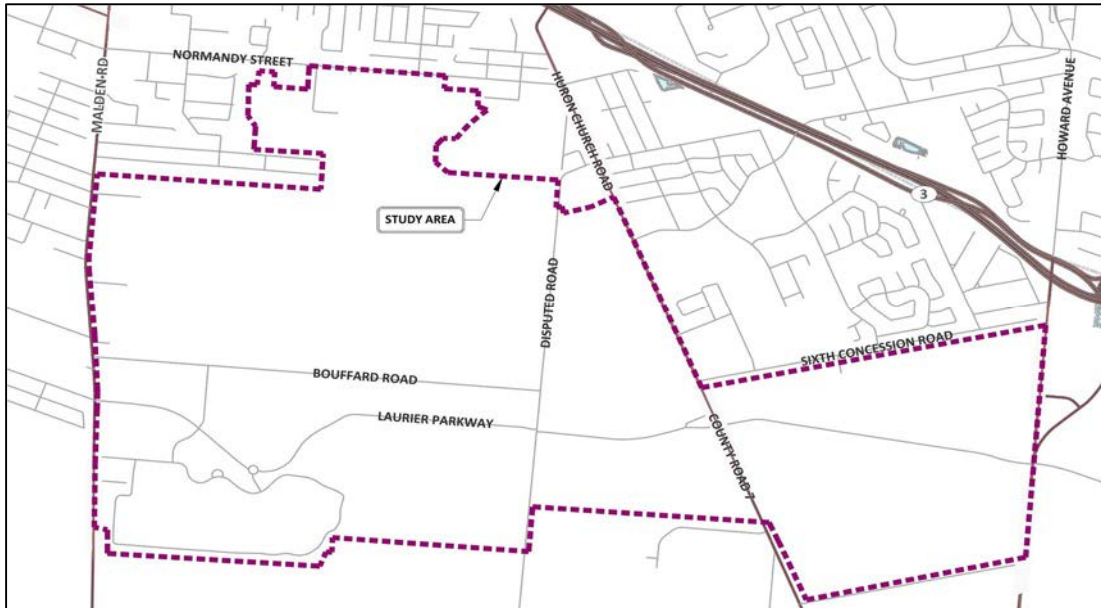 NORMANDY STREET
MALDEN RD
HURON CHURCH ROAD
HOWARD AVENUE
3
STUDY AREA
DISPUTED ROAD
SIXTH CONCESSION ROAD
BOUFFARD ROAD
LAURIER PARKWAY
COUNTY ROAD 7